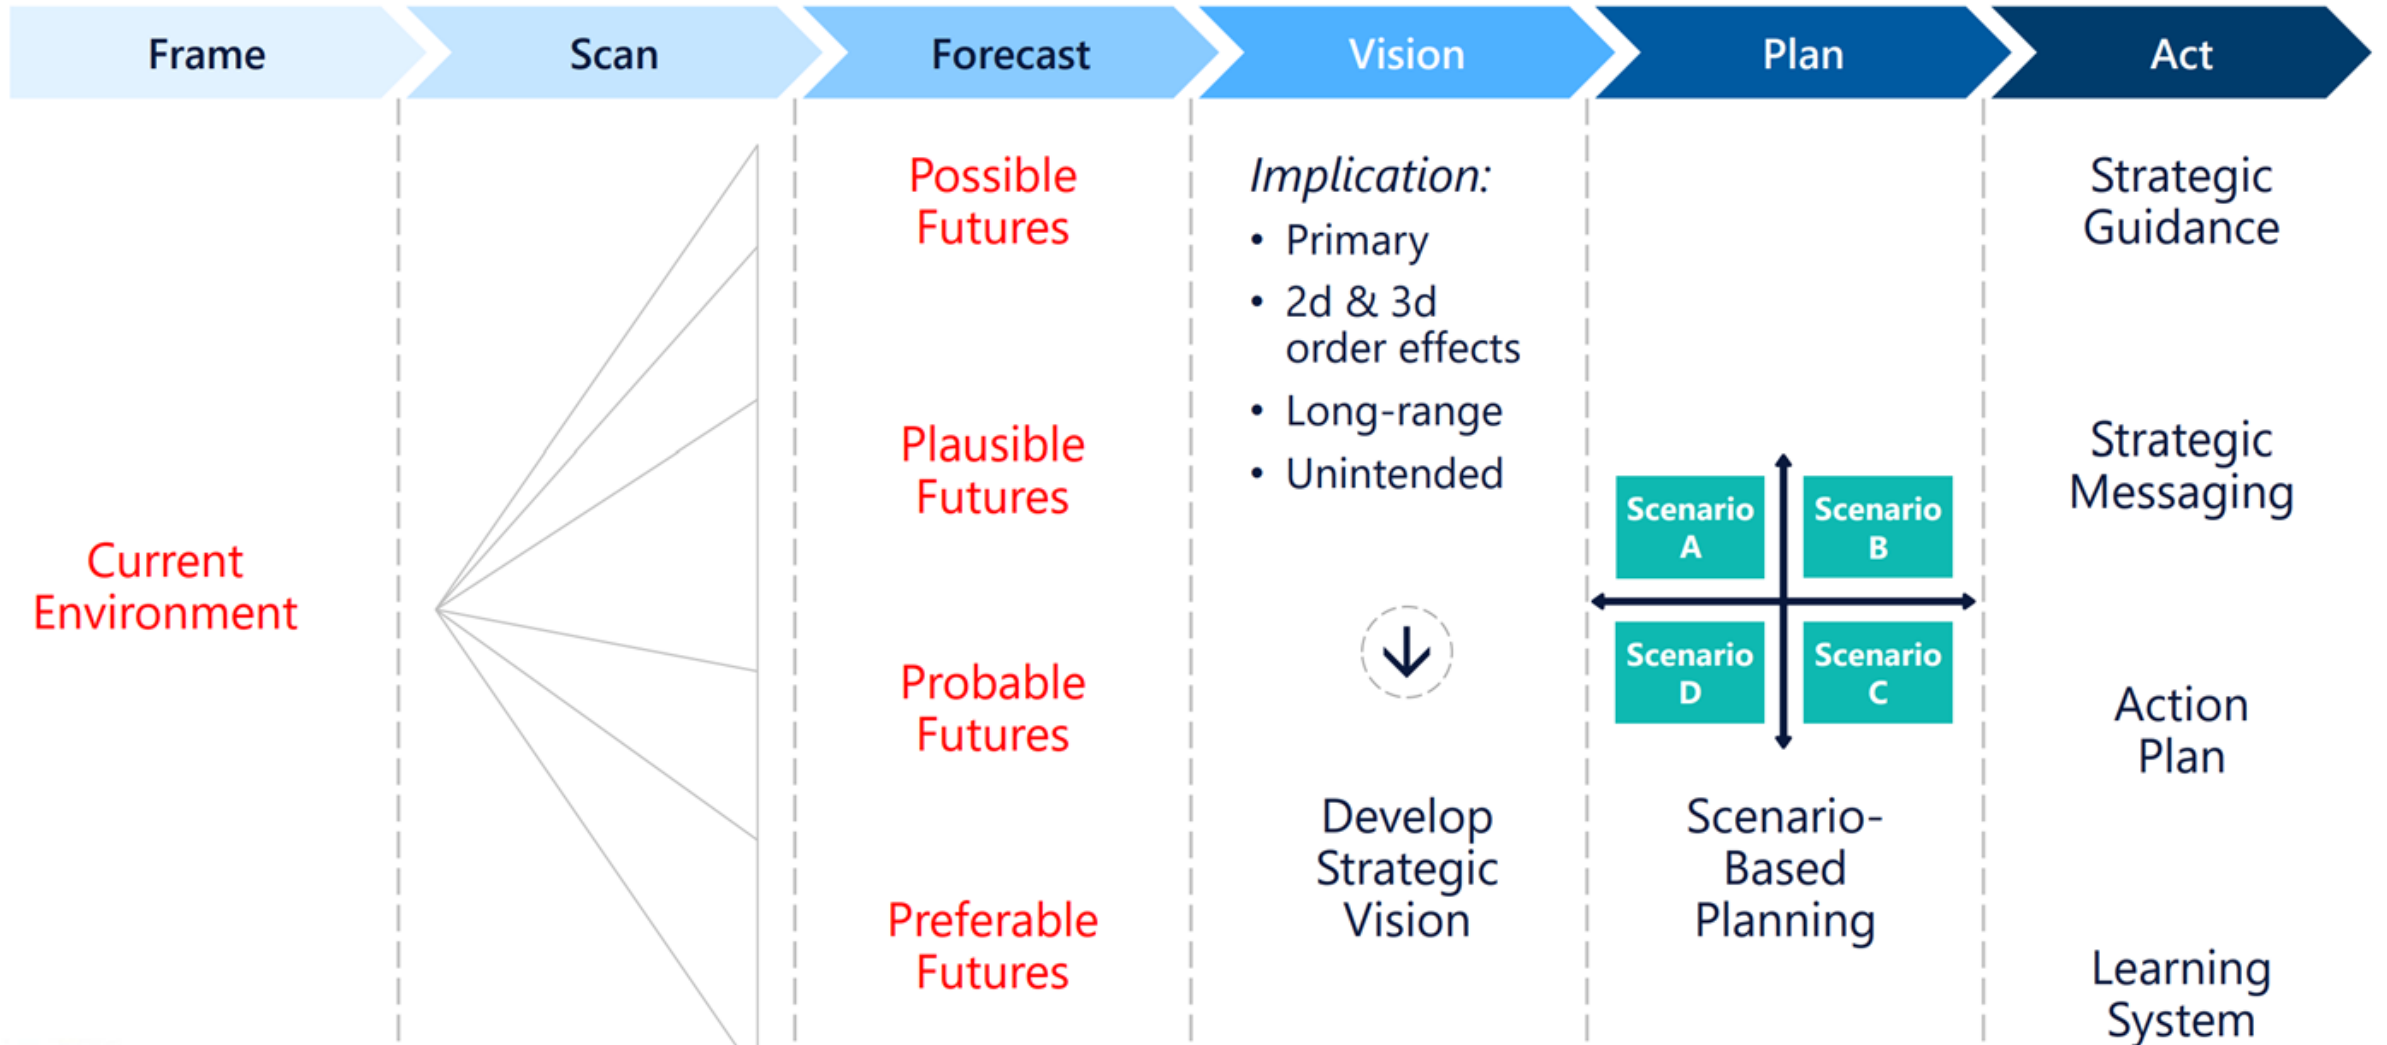 Frame
Scan
Forecast
Vision
Plan
Act
Current
Environment
Possible
Futures
Plausible
Futures
Probable
Futures
Preferable
Futures
Implication:
• Primary
• 2d & 3d
order effects
• Long-range
• Unintended
Develop
Strategic
Vision
Scenario
A
Scenario
B
Scenario
D
Scenario
C
Scenario-
Based
Planning
Strategic
Guidance
Strategic
Messaging
Action
Plan
Learning
System